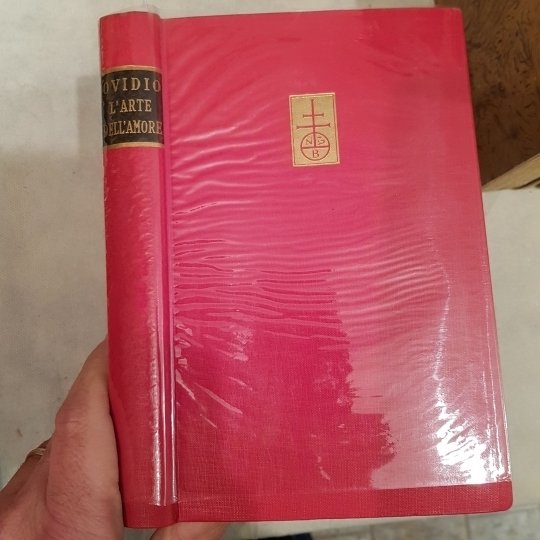 OVIDIO
L'ARTE
DELL'AMORE
N G
B